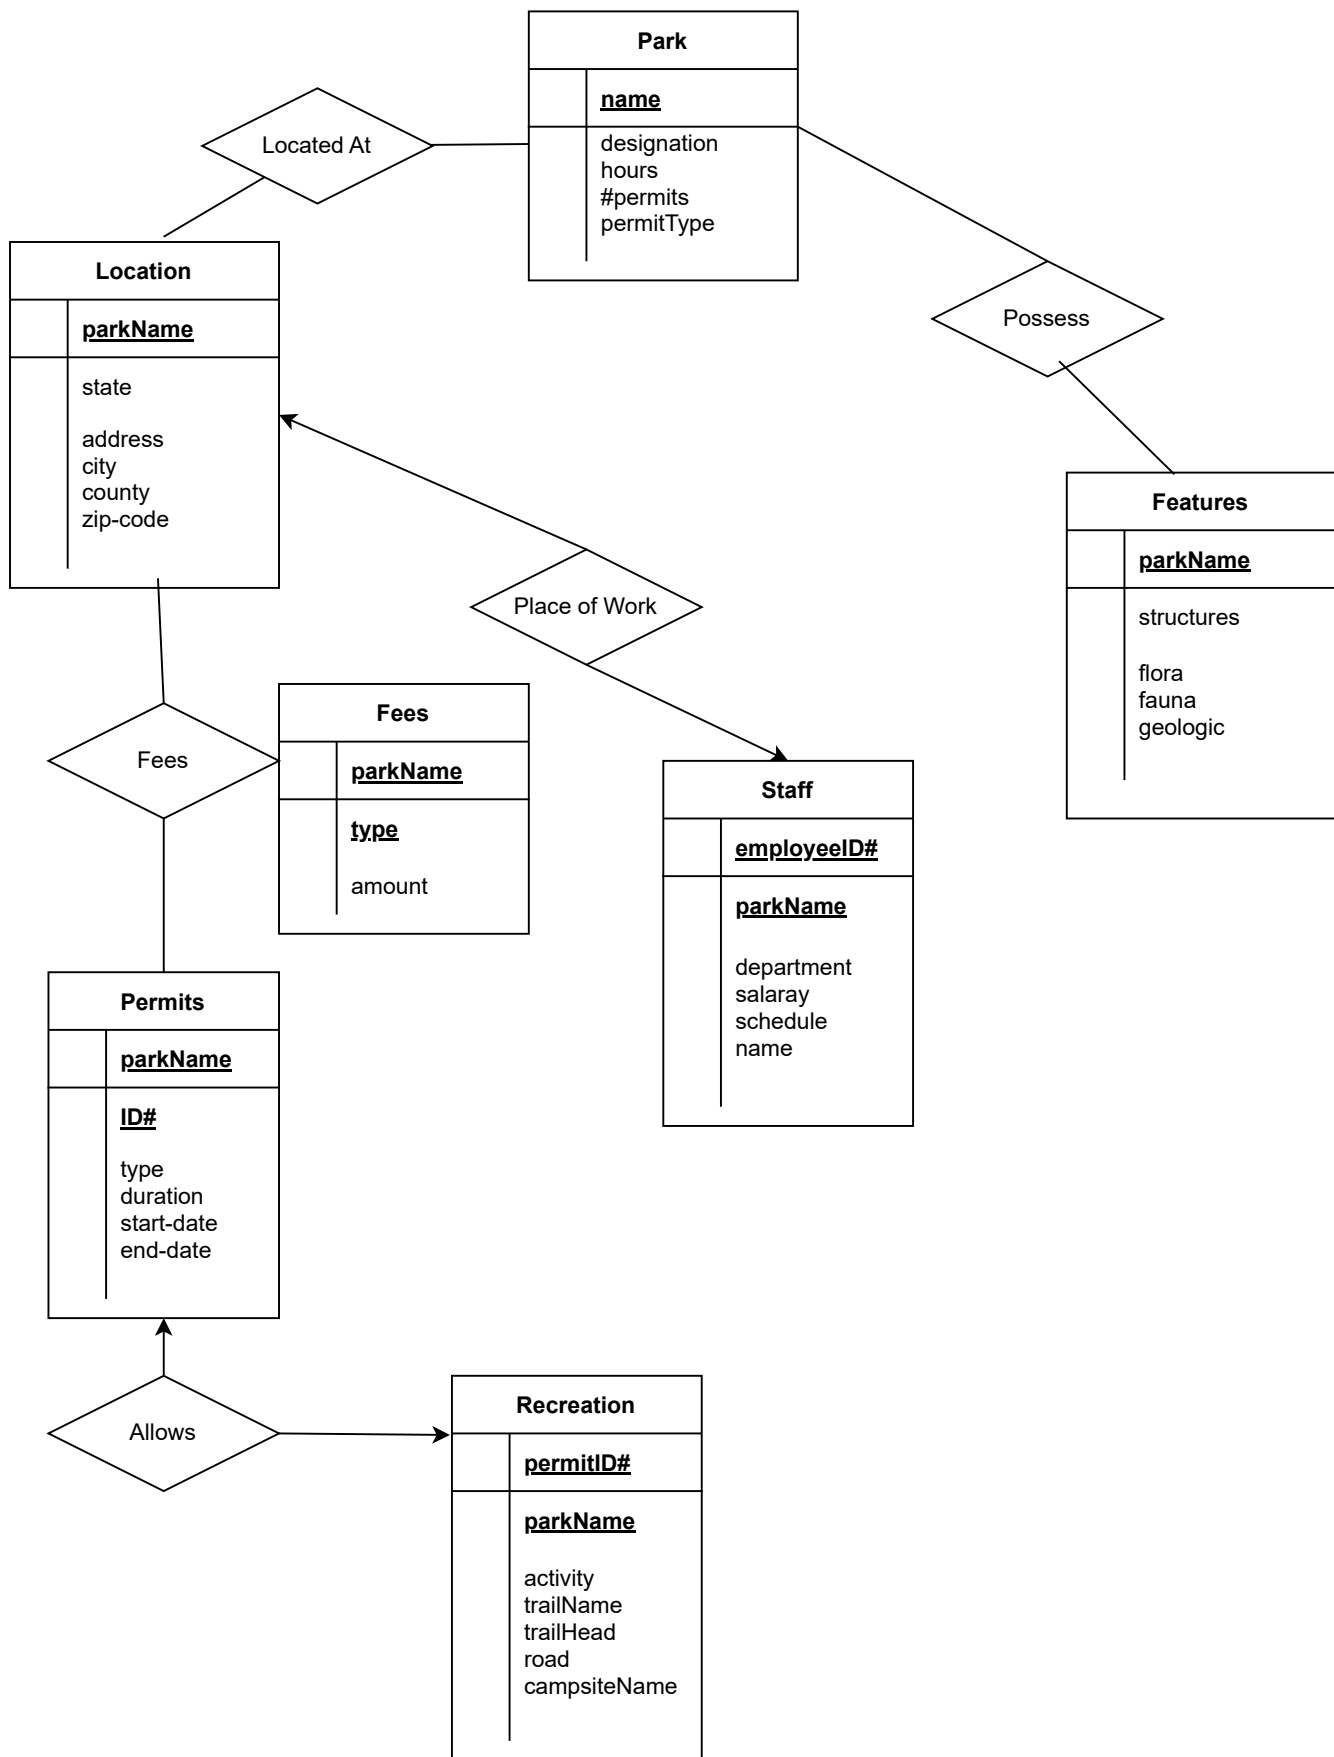 Park
name
designation
hours
#permits
permitType
Located At
Location
parkName
state
address
city
county
zip-code
Possess
Features
parkName
structures
flora
fauna
geologic
Place of Work
Fees
Fees
parkName
type
amount
Staff
employeeID#
parkName
department
salaray
schedule
name
Permits
parkName
ID#
type
duration
start-date
end-date
Allows
Recreation
permitID#
parkName
activity
trailName
trailHead
road
campsiteName